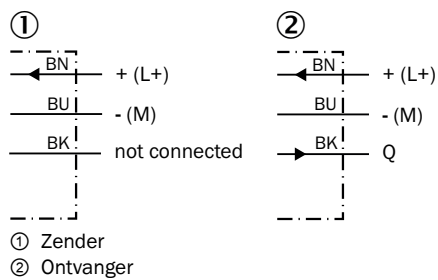 ① ②
BN + (L+) BN + (L+)
BU - (M) BU - (M)
BK not connected BK Q
① Zender
② Ontvanger